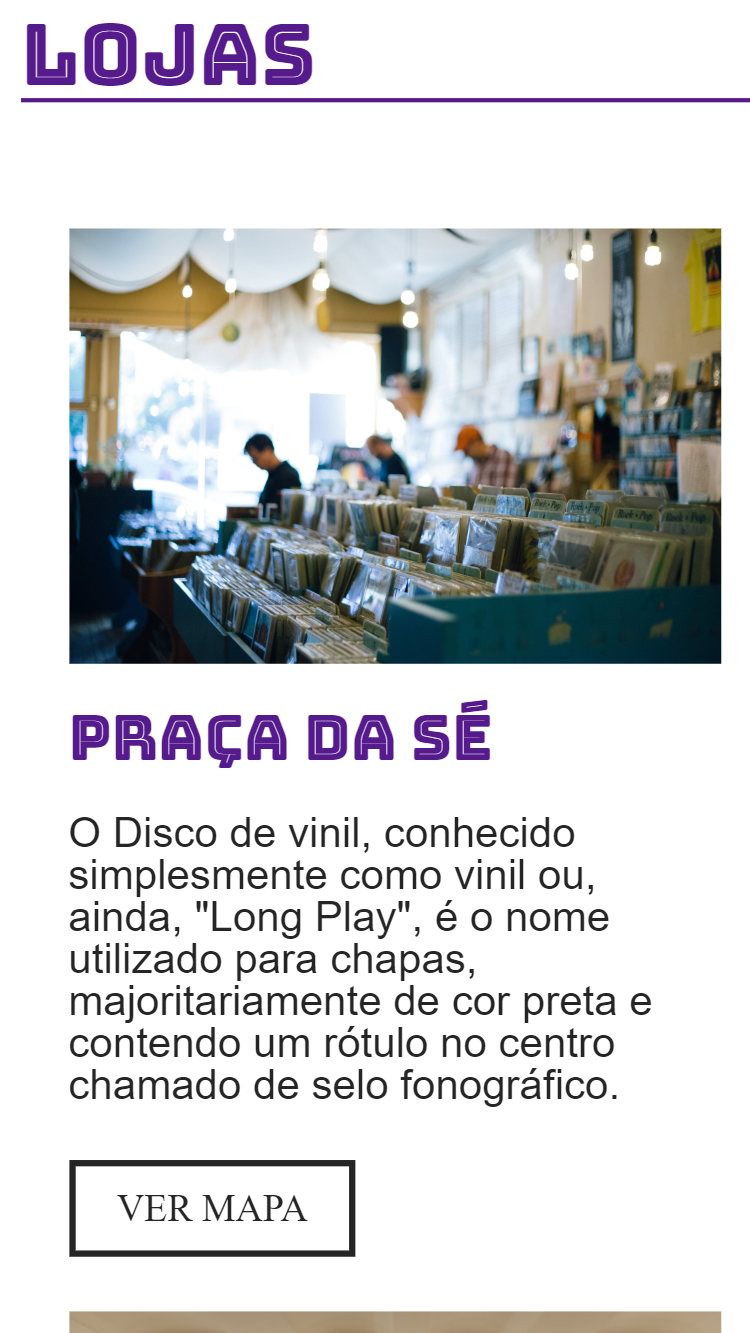 LOJAS
PRAÇA DA SÉ
O Disco de vinil, conhecido
simplesmente como vinil ou,
ainda, "Long Play", é o nome
utilizado para chapas,
majoritariamente de cor preta e
contendo um rótulo no centro
chamado de selo fonográfico.
VER MAPA